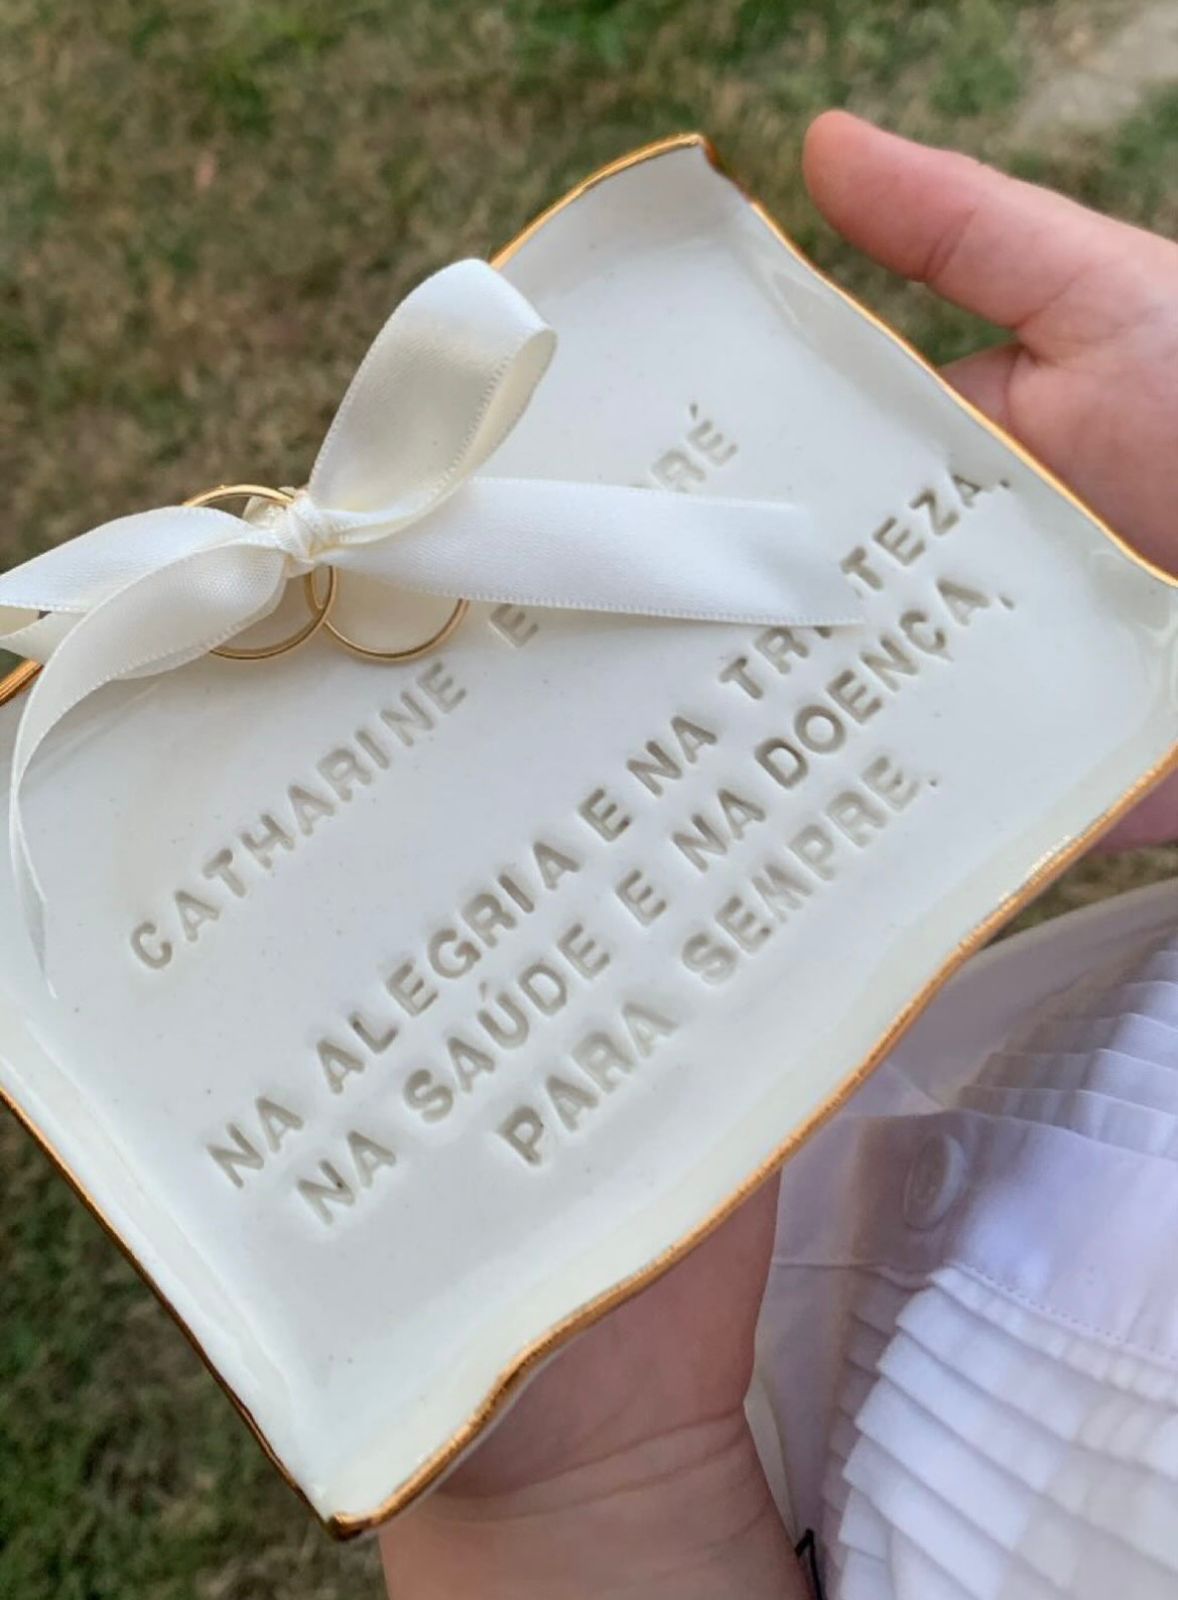 CATHARINE E
NA ALEGRIA E NA TRISTEZA,
NA SAÚDE E NA DOENÇA,
PARA SEMPRE.